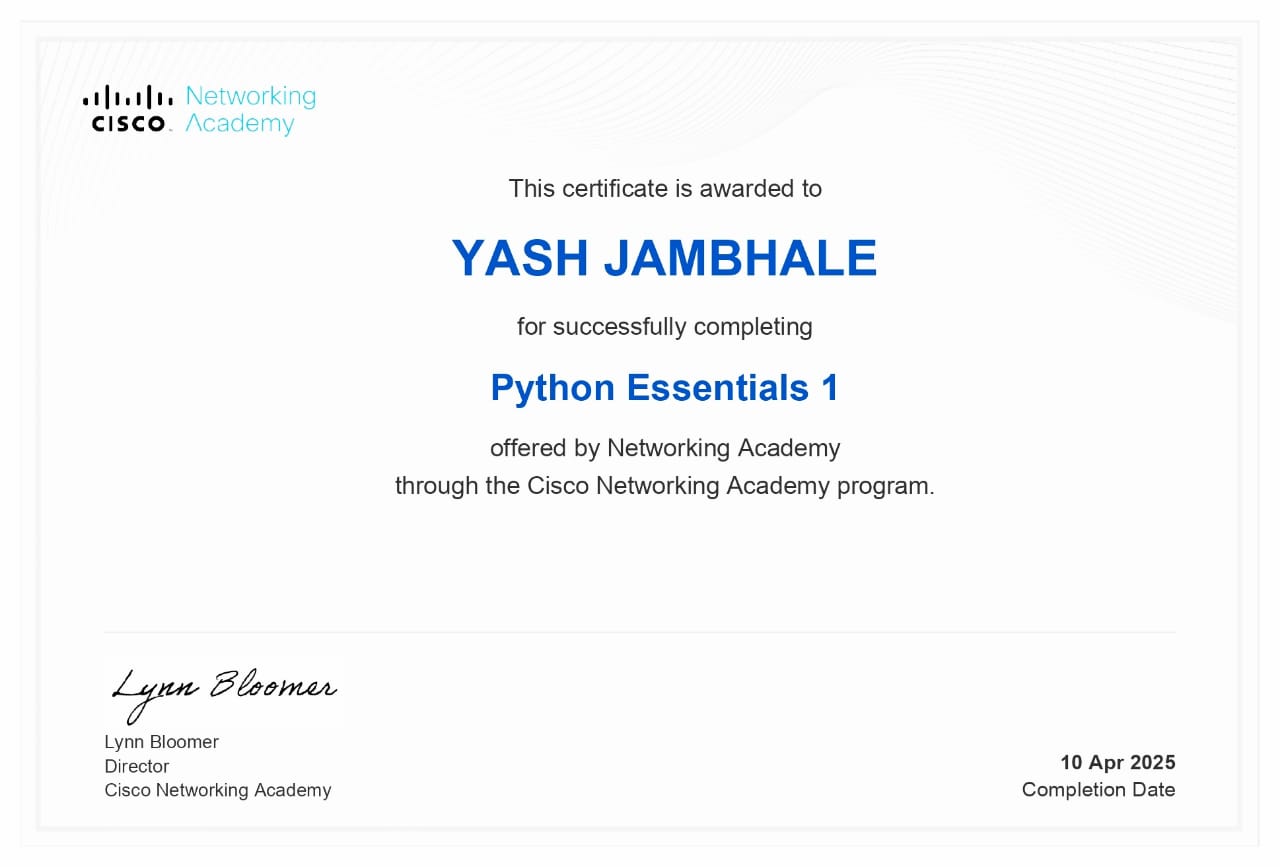 Networking
CISCO Academy
This certificate is awarded to
YASH JAMBHALE
for successfully completing
Python Essentials 1
offered by Networking Academy
through the Cisco Networking Academy program.
Lynn Bloomer
Lynn Bloomer
Director
Cisco Networking Academy
10 Apr 2025
Completion Date